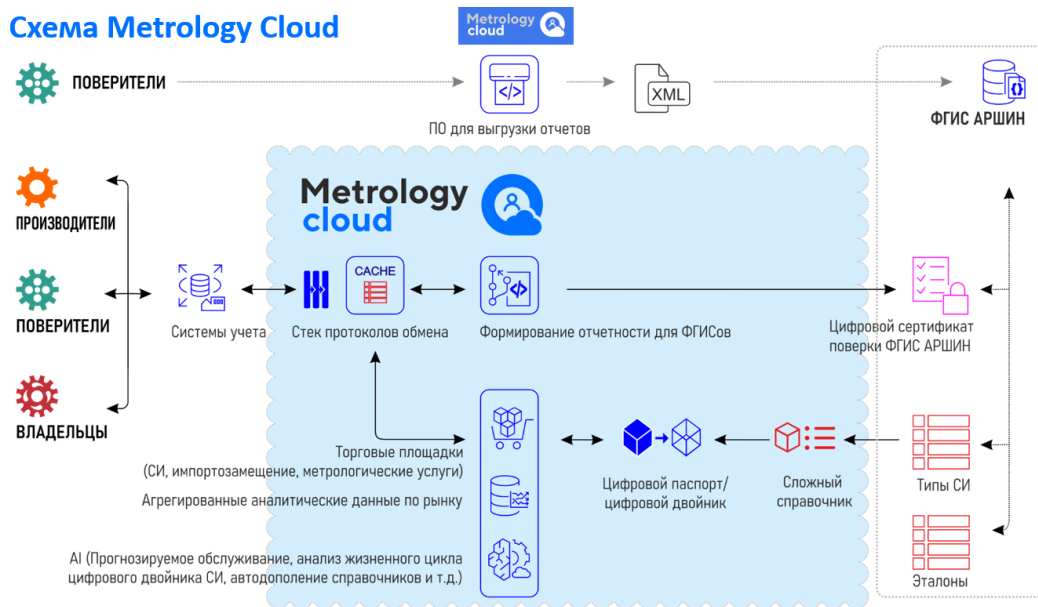 Схема Metrology Cloud
Metrology
cloud
ПОВЕРИТЕЛИ
</>
XML
{}
ПО для выгрузки отчетов
ФГИС АРШИН
Metrology
cloud
ПРОИЗВОДИТЕЛИ
ПОВЕРИТЕЛИ
ВЛАДЕЛЬЦЫ
Системы учета
CACHE
Стек протоколов обмена
</>
Формирование отчетности для ФГИСов
Цифровой сертификат
поверки ФГИС АРШИН
Торговые площадки
(СИ, импортозамещение, метрологические услуги)
Агрегированные аналитические данные по рынку
AI (Прогнозируемое обслуживание, анализ жизненного цикла
цифрового двойника СИ, автодополение справочников и т.д.)
Цифровой паспорт/
цифровой двойник
Сложный
справочник
Типы СИ
Эталоны